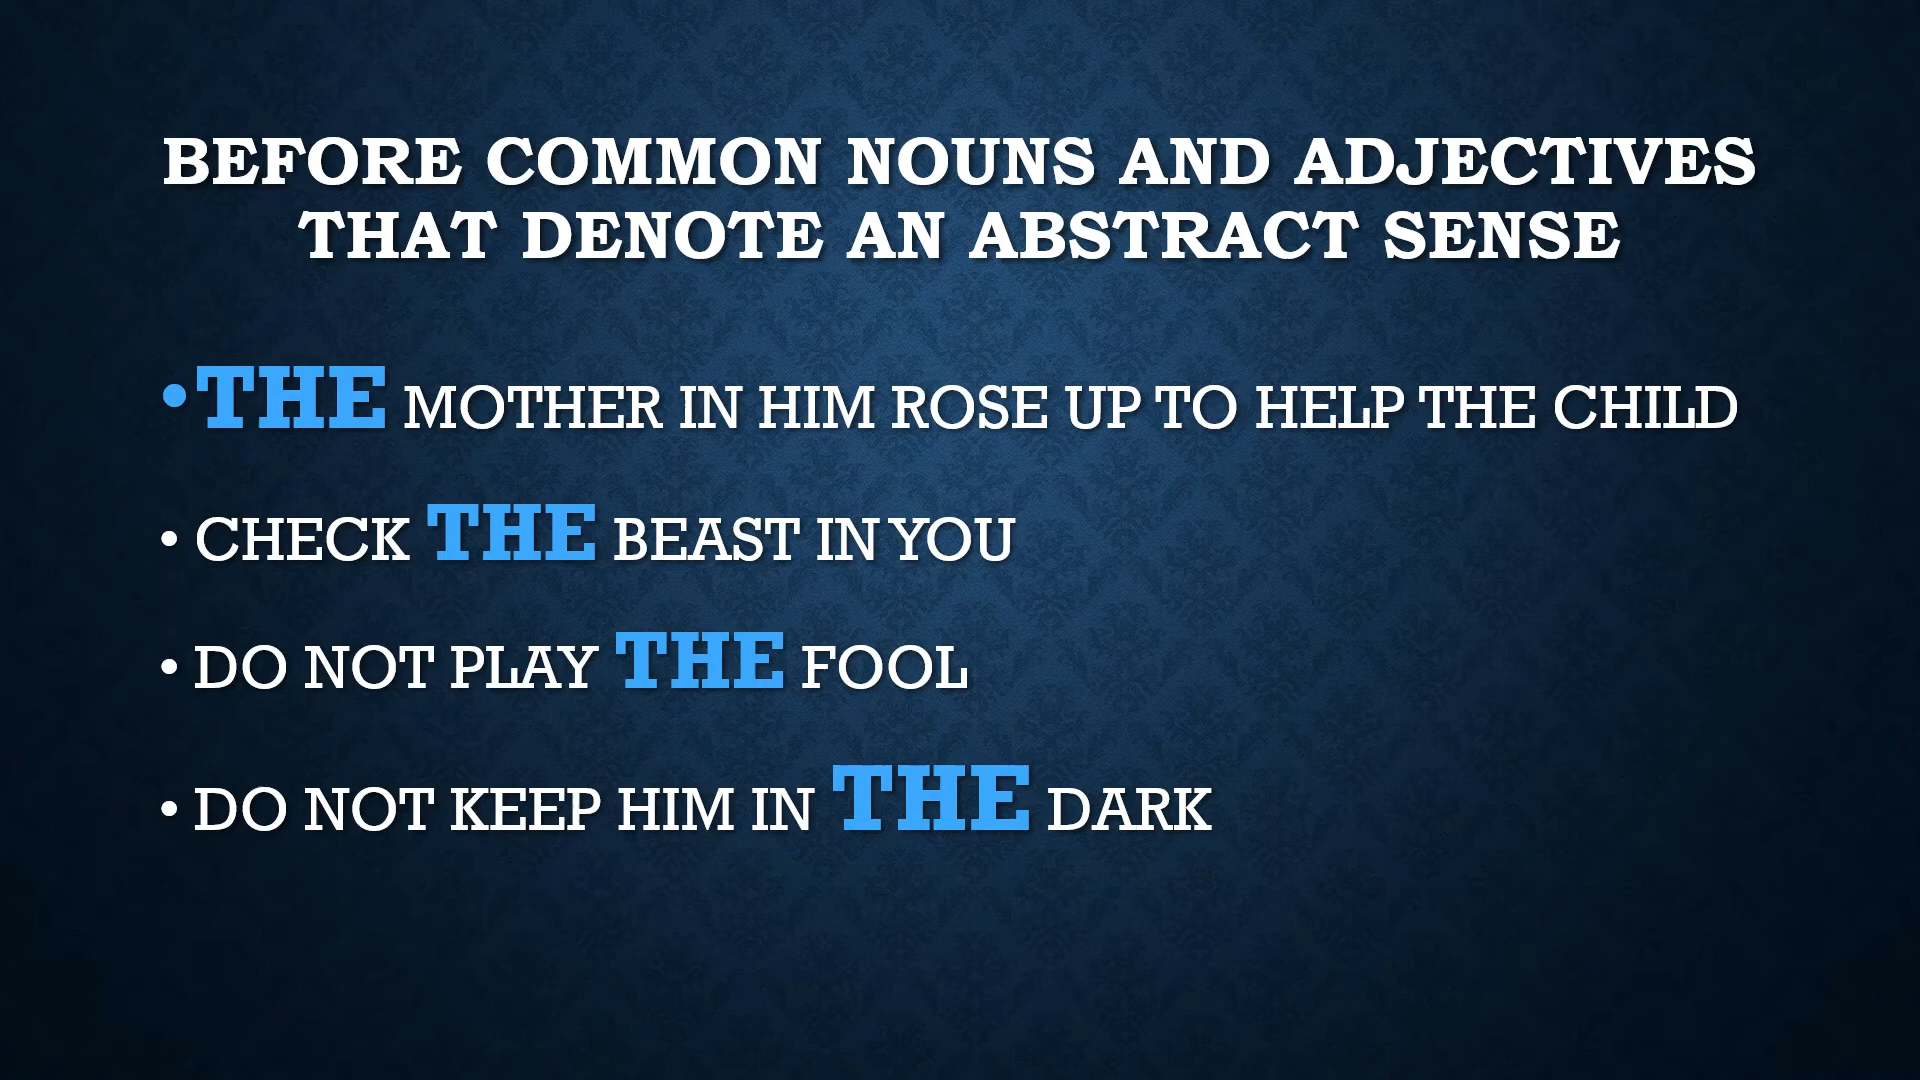 BEFORE COMMON NOUNS AND ADJECTIVES
THAT DENOTE AN ABSTRACT SENSE
•THE MOTHER IN HIM ROSE UP TO HELP THE CHILD
• CHECK THE BEAST IN YOU
• DO NOT PLAY THE FOOL
• DO NOT KEEP HIM IN THE DARK